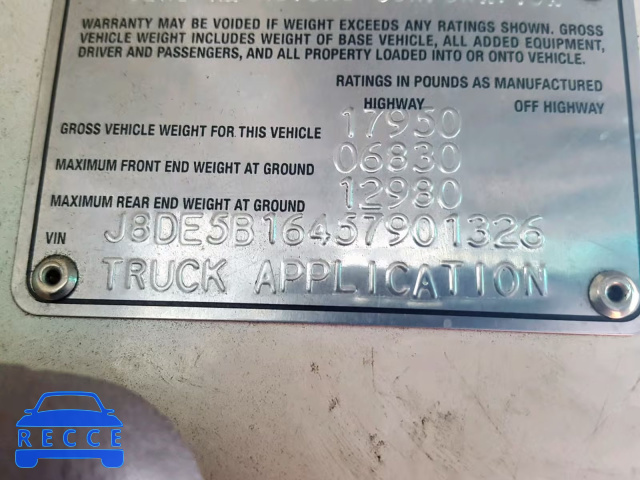 WARRANTY MAY BE VOIDED IF WEIGHT EXCEEDS ANY RATINGS SHOWN. GROSS
VEHICLE WEIGHT INCLUDES WEIGHT OF BASE VEHICLE, ALL ADDED EQUIPMENT,
DRIVER AND PASSENGERS, AND ALL PROPERTY LOADED INTO OR ONTO VEHICLE.
RATINGS IN POUNDS AS MANUFACTURED
HIGHWAY OFF HIGHWAY
GROSS VEHICLE WEIGHT FOR THIS VEHICLE 17950
MAXIMUM FRONT END WEIGHT AT GROUND 06830
MAXIMUM REAR END WEIGHT AT GROUND 12980
VIN J8DE5B16457901326
TRUCK APPLICATION
RECCE